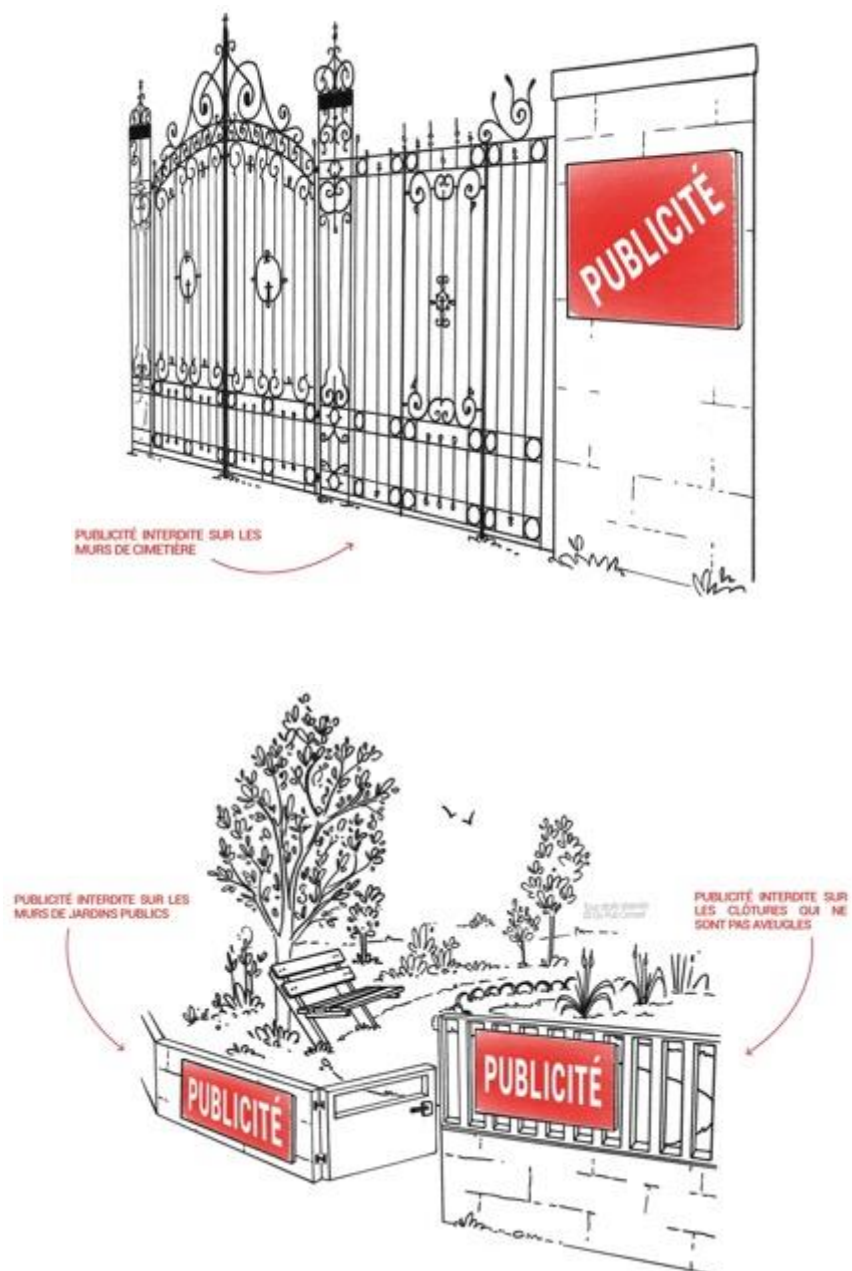 PUBLICITÉ
PUBLICITÉ INTERDITE SUR LES
MURS DE CIMETIÈRE
PUBLICITÉ INTERDITE SUR LES
MURS DE JARDINS PUBLICS
PUBLICITÉ INTERDITE SUR
LES CLÔTURES QUI NE
SONT PAS AVEUGLES
PUBLICITÉ
PUBLICITÉ